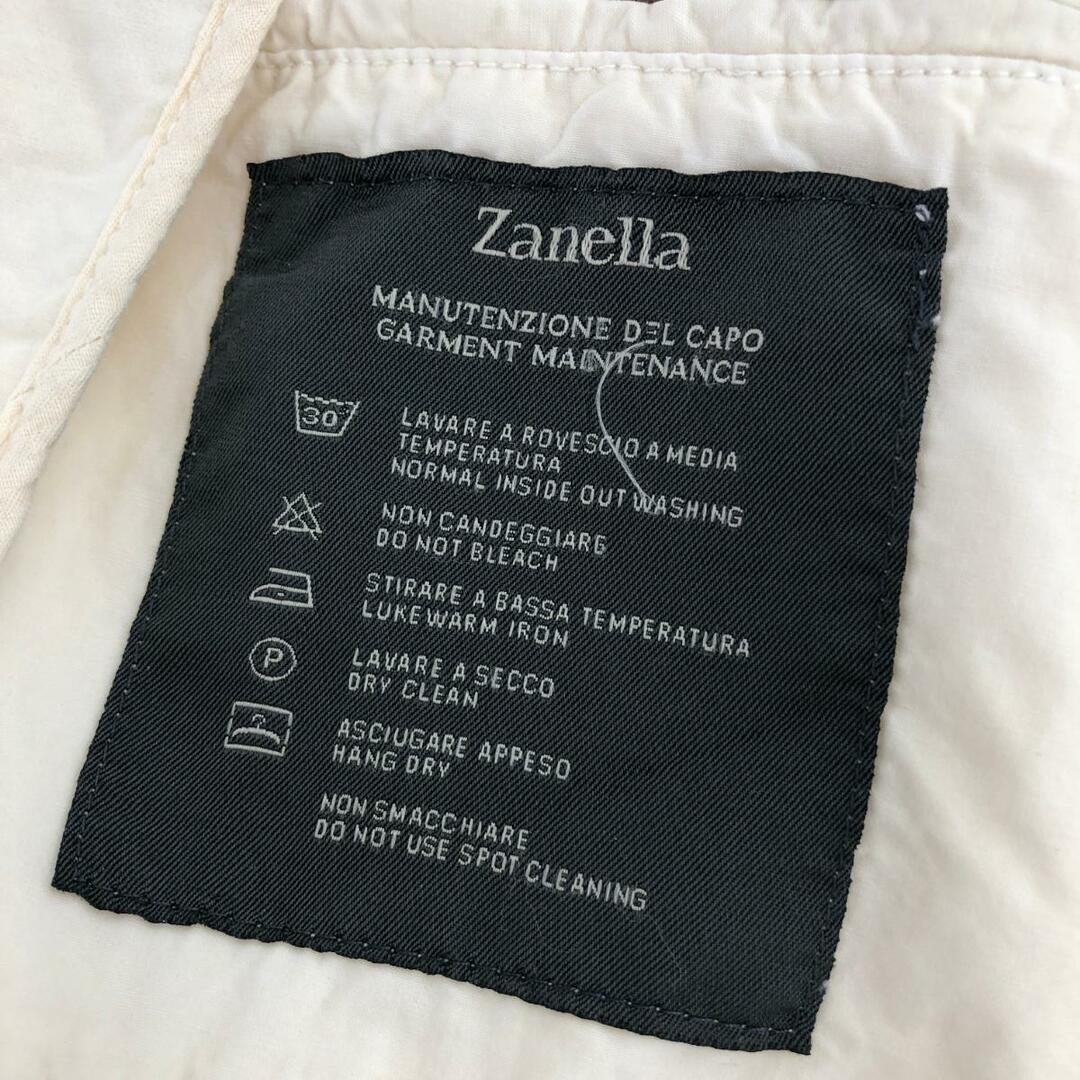 Zanella
MANUTENZIONE DEL CAPO
GARMENT MAINTENANCE
30°
LAVARE A ROVESCIO A MEDIA
TEMPERATURA
NORMAL INSIDE OUT WASHING
NON CANDEGGIARG
DO NOT BLEACH
STIRARE A BASSA TEMPERATURA
LUKEWARM IRON
P
LAVARE A SECCO
DRY CLEAN
ASCIUGARE APPESO
HANG DRY
NON SMACCHIARE
DO NOT USE SPOT CLEANING